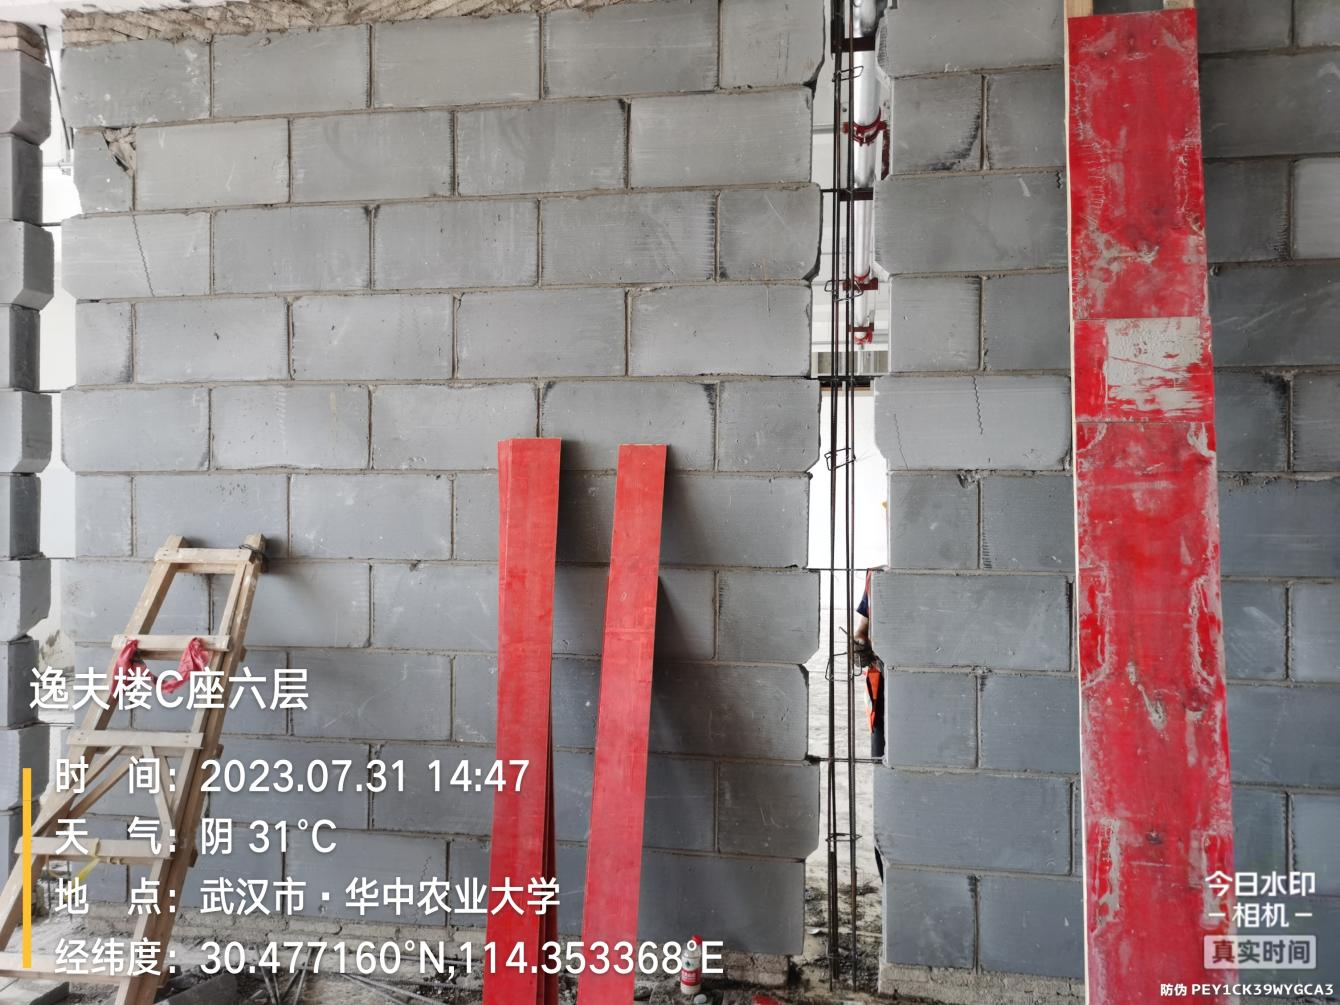 逸夫楼C座六层
时 间：2023.07.31 14:47
天 气：阴 31°C
地 点：武汉市·华中农业大学
经纬度：30.477160°N,114.353368°E
今日水印
-相机-
真实时间
防伪 PEY1CK39WYGCA3